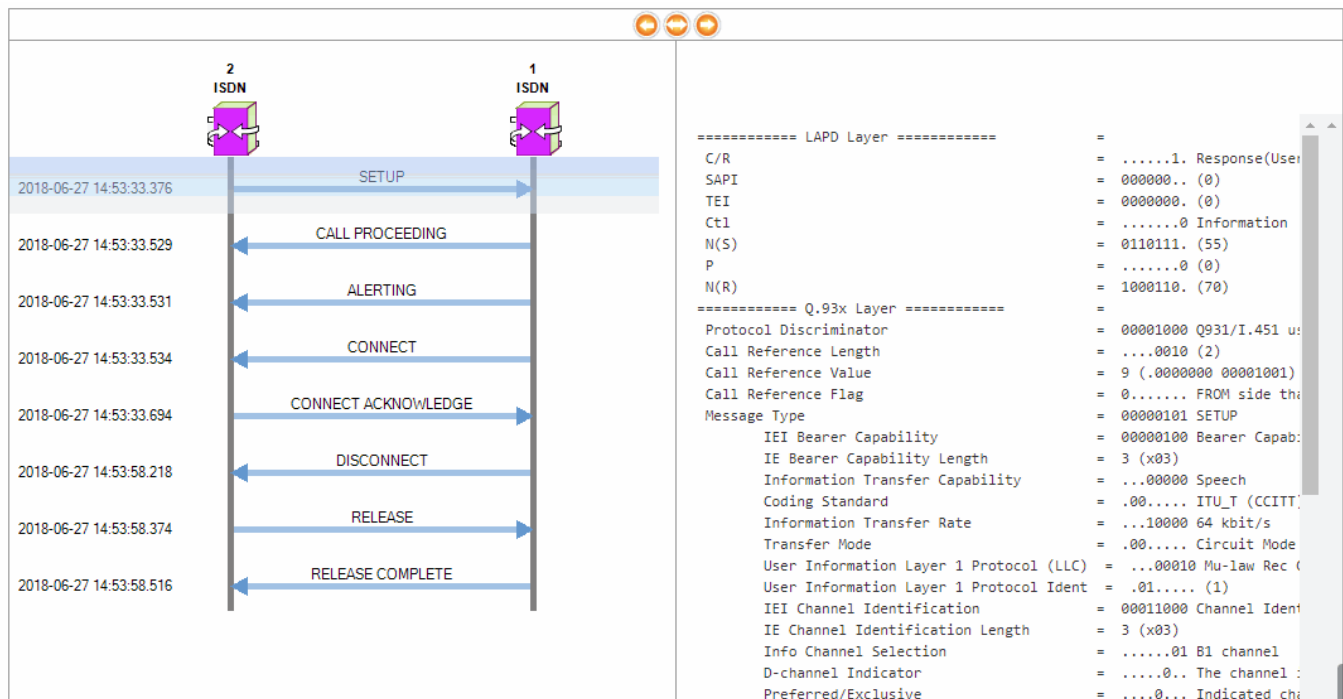 2 1
ISDN ISDN
2018-06-27 14:53:33.376 SETUP
2018-06-27 14:53:33.529 CALL PROCEEDING
2018-06-27 14:53:33.531 ALERTING
2018-06-27 14:53:33.534 CONNECT
2018-06-27 14:53:33.694 CONNECT ACKNOWLEDGE
2018-06-27 14:53:58.218 DISCONNECT
2018-06-27 14:53:58.374 RELEASE
2018-06-27 14:53:58.516 RELEASE COMPLETE
============ LAPD Layer ============ =
C/R = ......1. Response(User
SAPI = 000000.. (0)
TEI = 0000000. (0)
Ctl = .......0 Information
N(S) = 0110111. (55)
P = .......0 (0)
N(R) = 1000110. (70)
============ Q.93x Layer ============ =
Protocol Discriminator = 00001000 Q931/I.451 us
Call Reference Length = ....0010 (2)
Call Reference Value = 9 (.0000000 00001001)
Call Reference Flag = 0....... FROM side tha
Message Type = 00000101 SETUP
IEI Bearer Capability = 00000100 Bearer Capab
IE Bearer Capability Length = 3 (x03)
Information Transfer Capability = ...00000 Speech
Coding Standard = .00..... ITU_T (CCITT)
Information Transfer Rate = ...10000 64 kbit/s
Transfer Mode = .00..... Circuit Mode
User Information Layer 1 Protocol (LLC) = ...00010 Mu-law Rec
User Information Layer 1 Protocol Ident = .01..... (1)
IEI Channel Identification = 00011000 Channel Ident
IE Channel Identification Length = 3 (x03)
Info Channel Selection = ......01 B1 channel
D-channel Indicator = .....0.. The channel
Preferred/Exclusive = ....0... Indicated cha